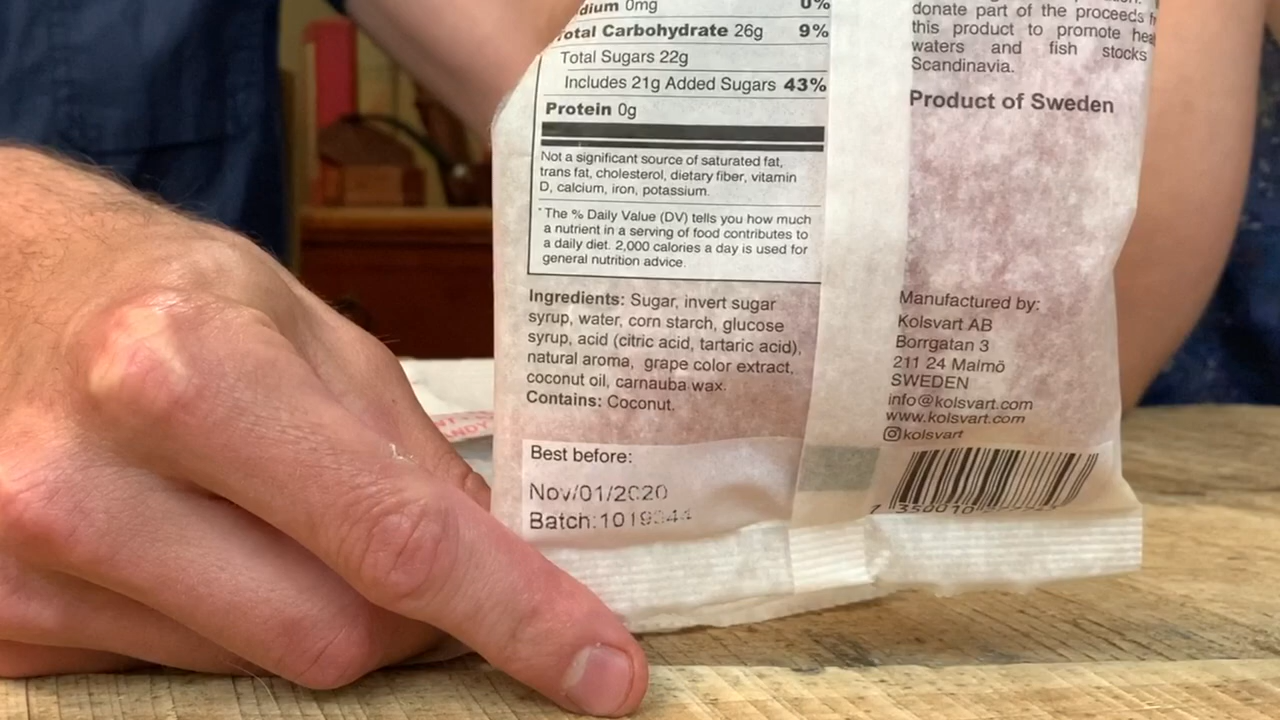 dium 0mg 0%
otal Carbohydrate 26g 9%
Total Sugars 22g
Includes 21g Added Sugars 43%
Protein 0g
Not a significant source of saturated fat,
trans fat, cholesterol, dietary fiber, vitamin
D, calcium, iron, potassium.
*The % Daily Value (DV) tells you how much
a nutrient in a serving of food contributes to
a daily diet. 2,000 calories a day is used for
general nutrition advice.
Ingredients: Sugar, invert sugar
syrup, water, corn starch, glucose
syrup, acid (citric acid, tartaric acid),
natural aroma, grape color extract,
coconut oil, carnauba wax.
Contains: Coconut.
Best before:
Nov/01/2020
Batch:
donate part of the proceeds
this product to promote
waters and fish stocks
Scandinavia.
Product of Sweden
Manufactured by:
Kolsvart AB
Borrgatan 3
211 24 Malmö
SWEDEN
info@kolsvart.com
www.kolsvart.com
kolsvart